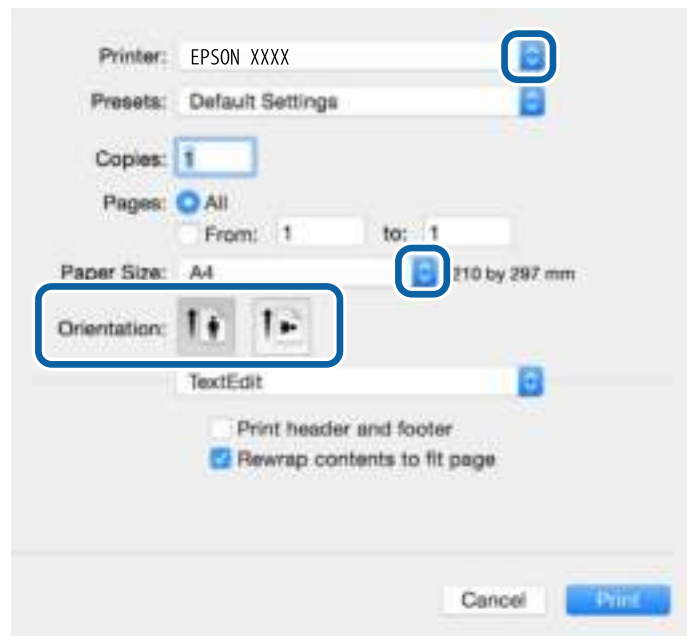 Printer: EPSON XXXX
Presets: Default Settings
Copies: 1
Pages: All
From: 1 to: 1
Paper Size: A4 210 by 297 mm
Orientation:
TextEdit
Print header and footer
Rewrap contents to fit page
Cancel Print